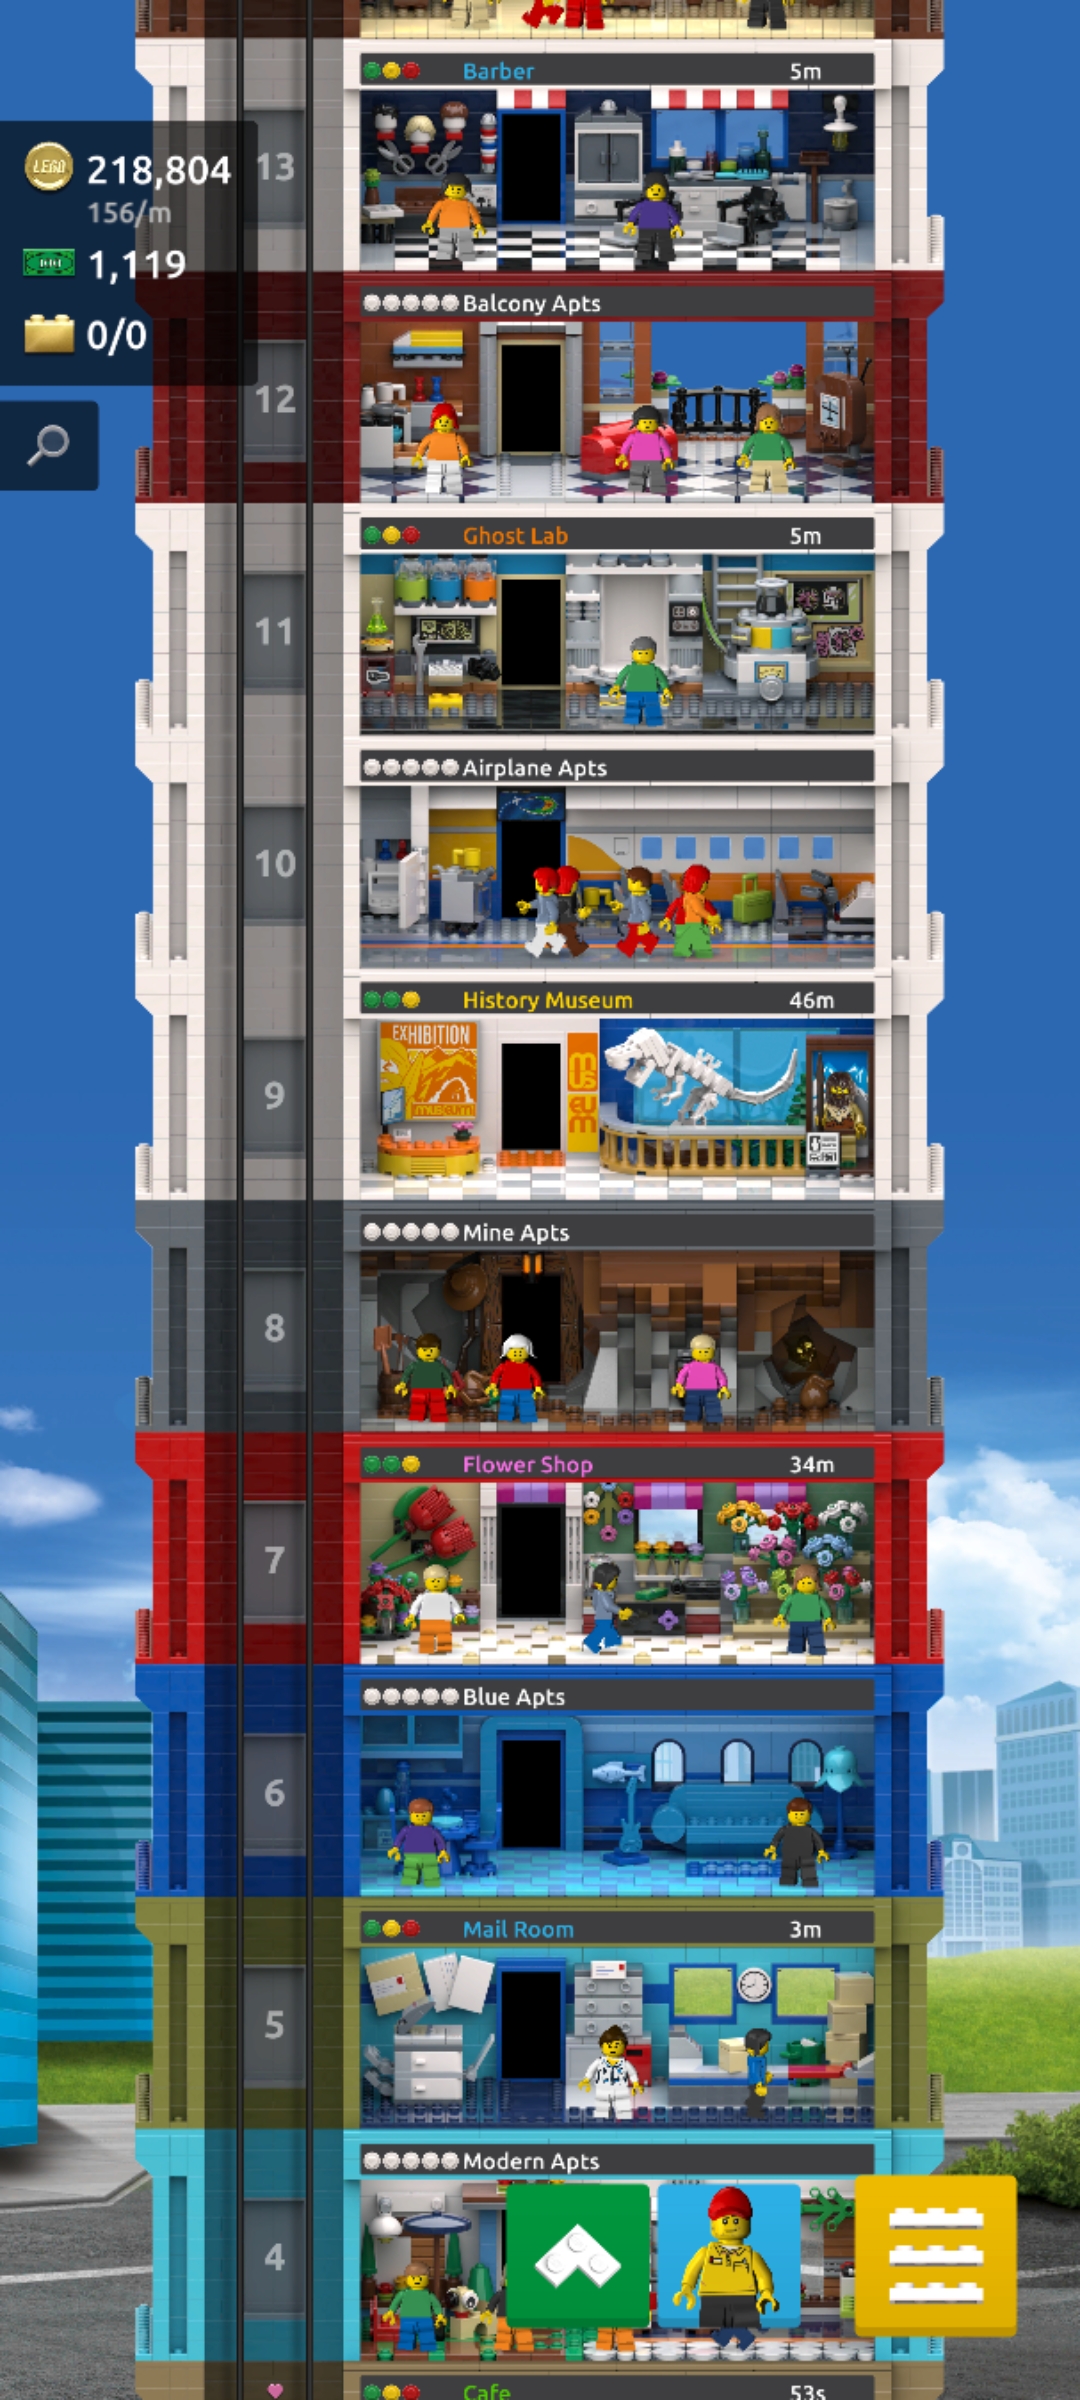 Barber 5m
13
LEGO 218,804
156/m
1,119
0/0
Balcony Apts
12
Ghost Lab 5m
11
Airplane Apts
10
History Museum 46m
EXHIBITION
museum
mus
eum
9
Mine Apts
8
Flower Shop 34m
7
Blue Apts
6
Mail Room 3m
5
Modern Apts
4
Cafe 53s